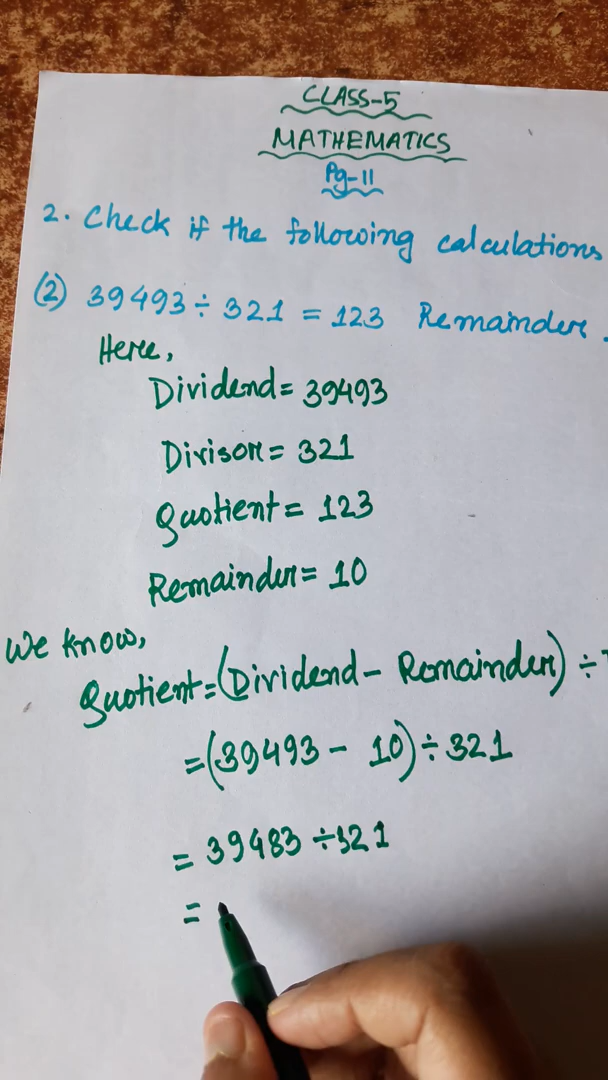 CLASS-5
MATHEMATICS
Pg-11
2. Check if the following calculations
(2) 39493 ÷ 321 = 123 Remainder
Here,
Dividend = 39493
Divisor = 321
Quotient = 123
Remainder = 10
We know,
Quotient = (Dividend - Remainder) ÷
= (39493 - 10) ÷ 321
= 39483 ÷ 321
=